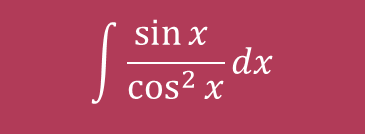 ∫ sin x / cos² x dx